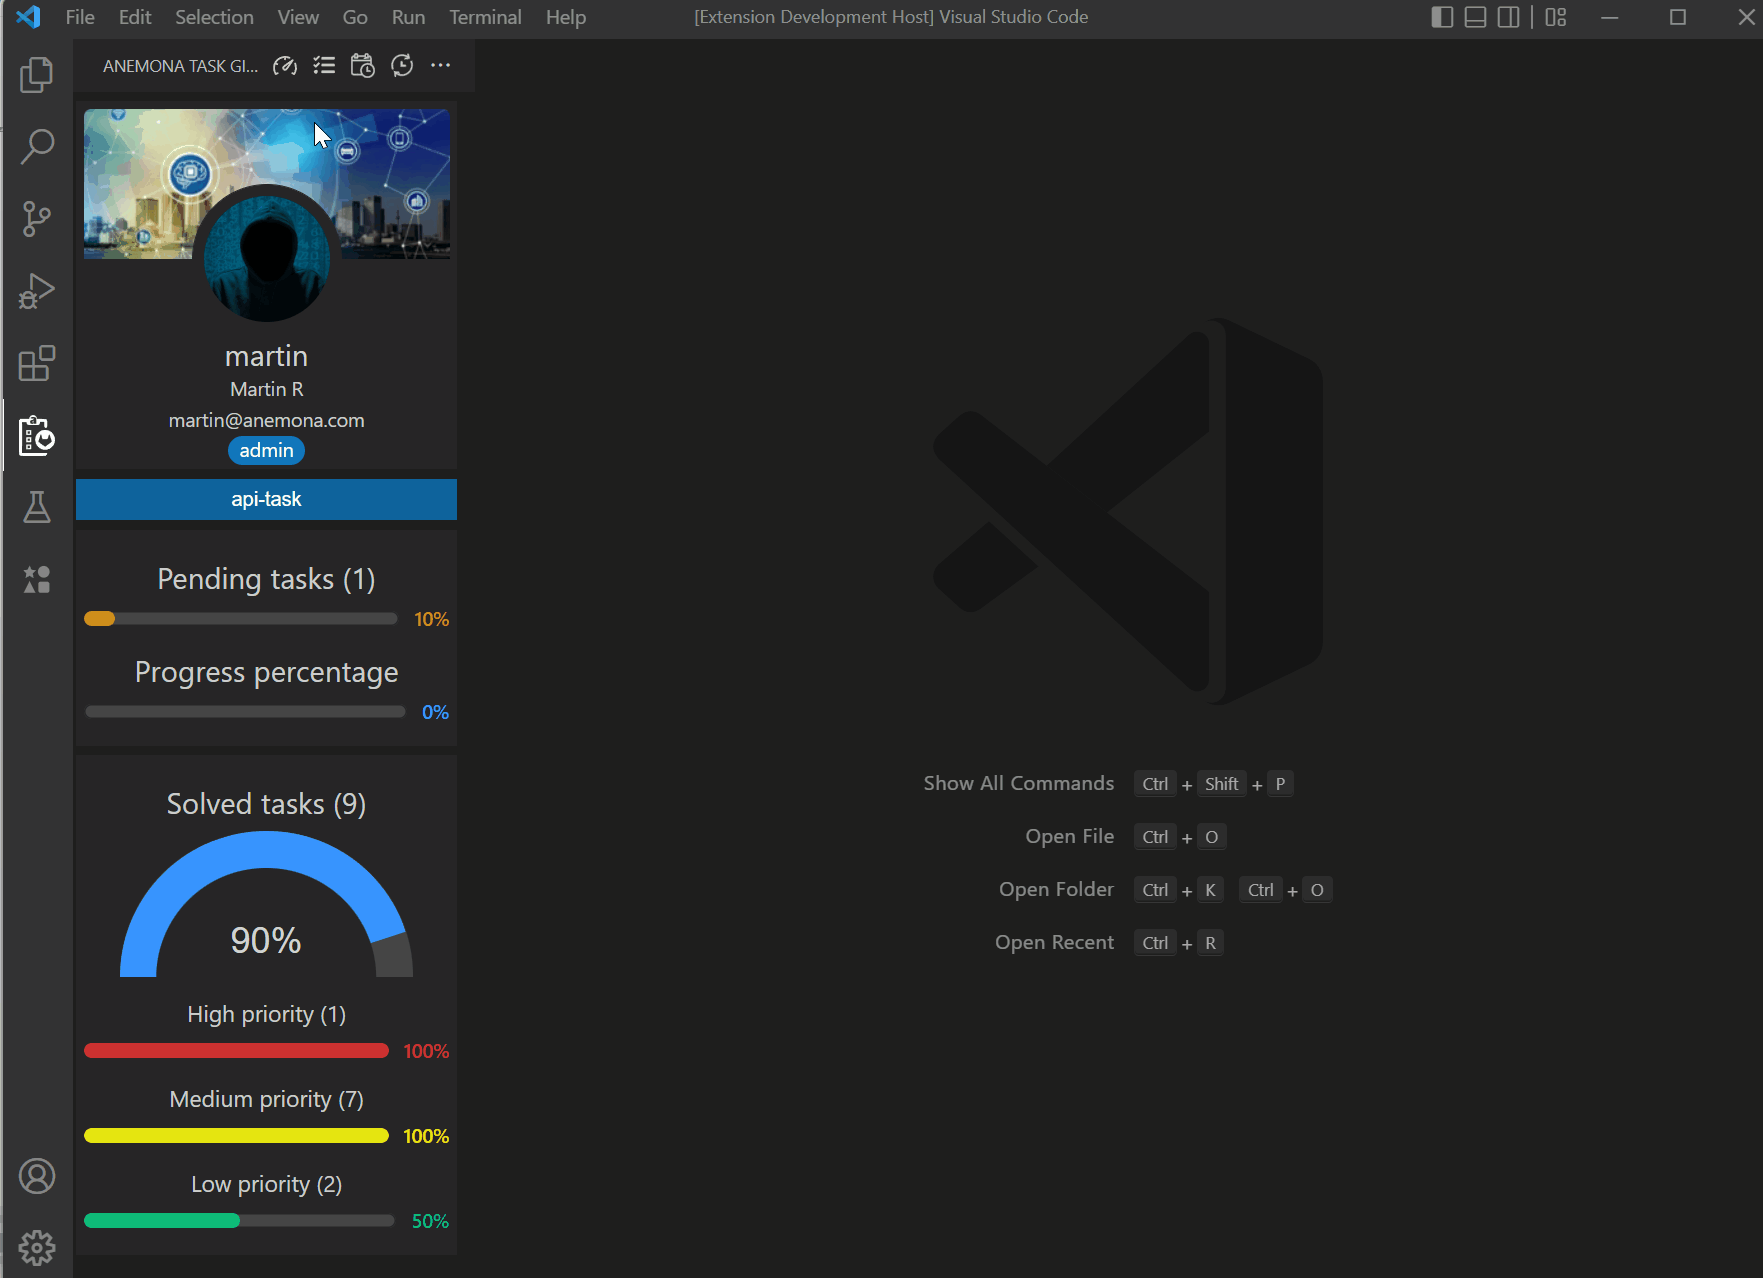 File Edit Selection View Go Run Terminal Help [Extension Development Host] Visual Studio Code
ANEMONA TASK GI...
martin
Martin R
martin@anemona.com
admin
api-task
Pending tasks (1)
10%
Progress percentage
0%
Solved tasks (9)
90%
High priority (1)
100%
Medium priority (7)
100%
Low priority (2)
50%
Show All Commands Ctrl + Shift + P
Open File Ctrl + O
Open Folder Ctrl + K Ctrl + O
Open Recent Ctrl + R